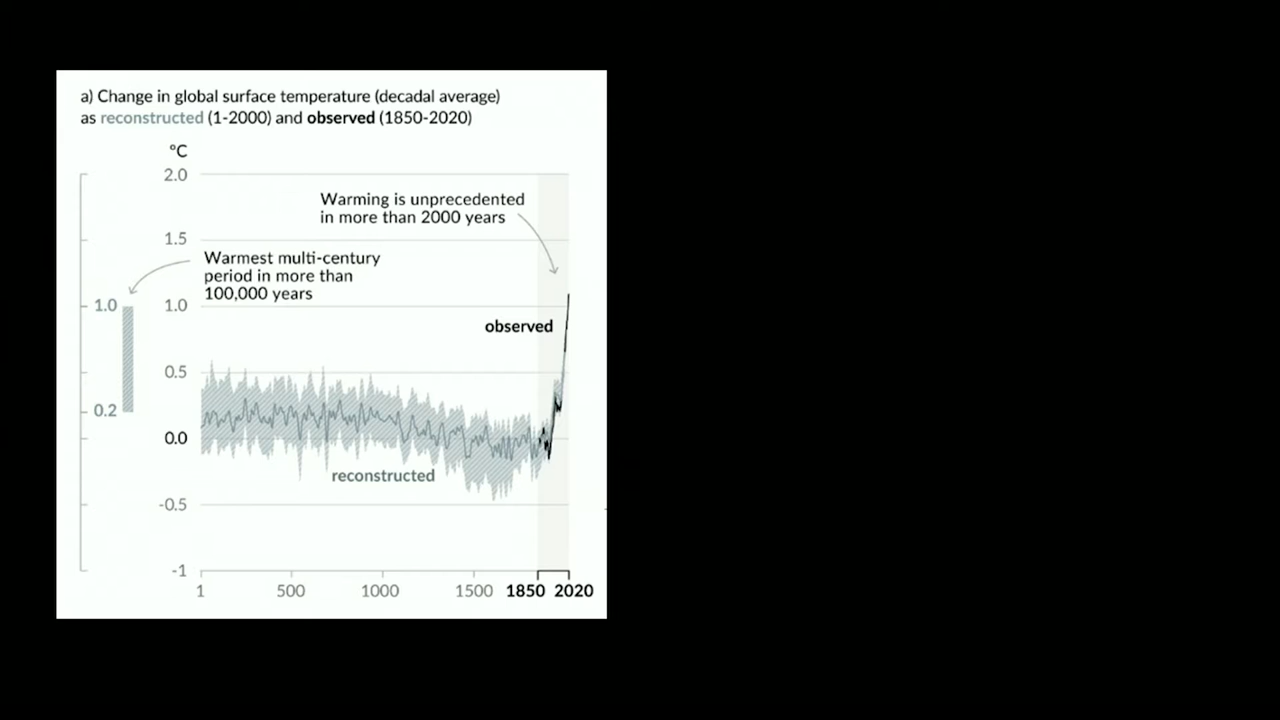 a) Change in global surface temperature (decadal average)
as reconstructed (1-2000) and observed (1850-2020)
°C
2.0
Warming is unprecedented
in more than 2000 years
1.5
Warmest multi-century
period in more than
100,000 years
1.0
1.0
observed
0.5
0.2
0.0
reconstructed
-0.5
-1
1 500 1000 1500 1850 2020